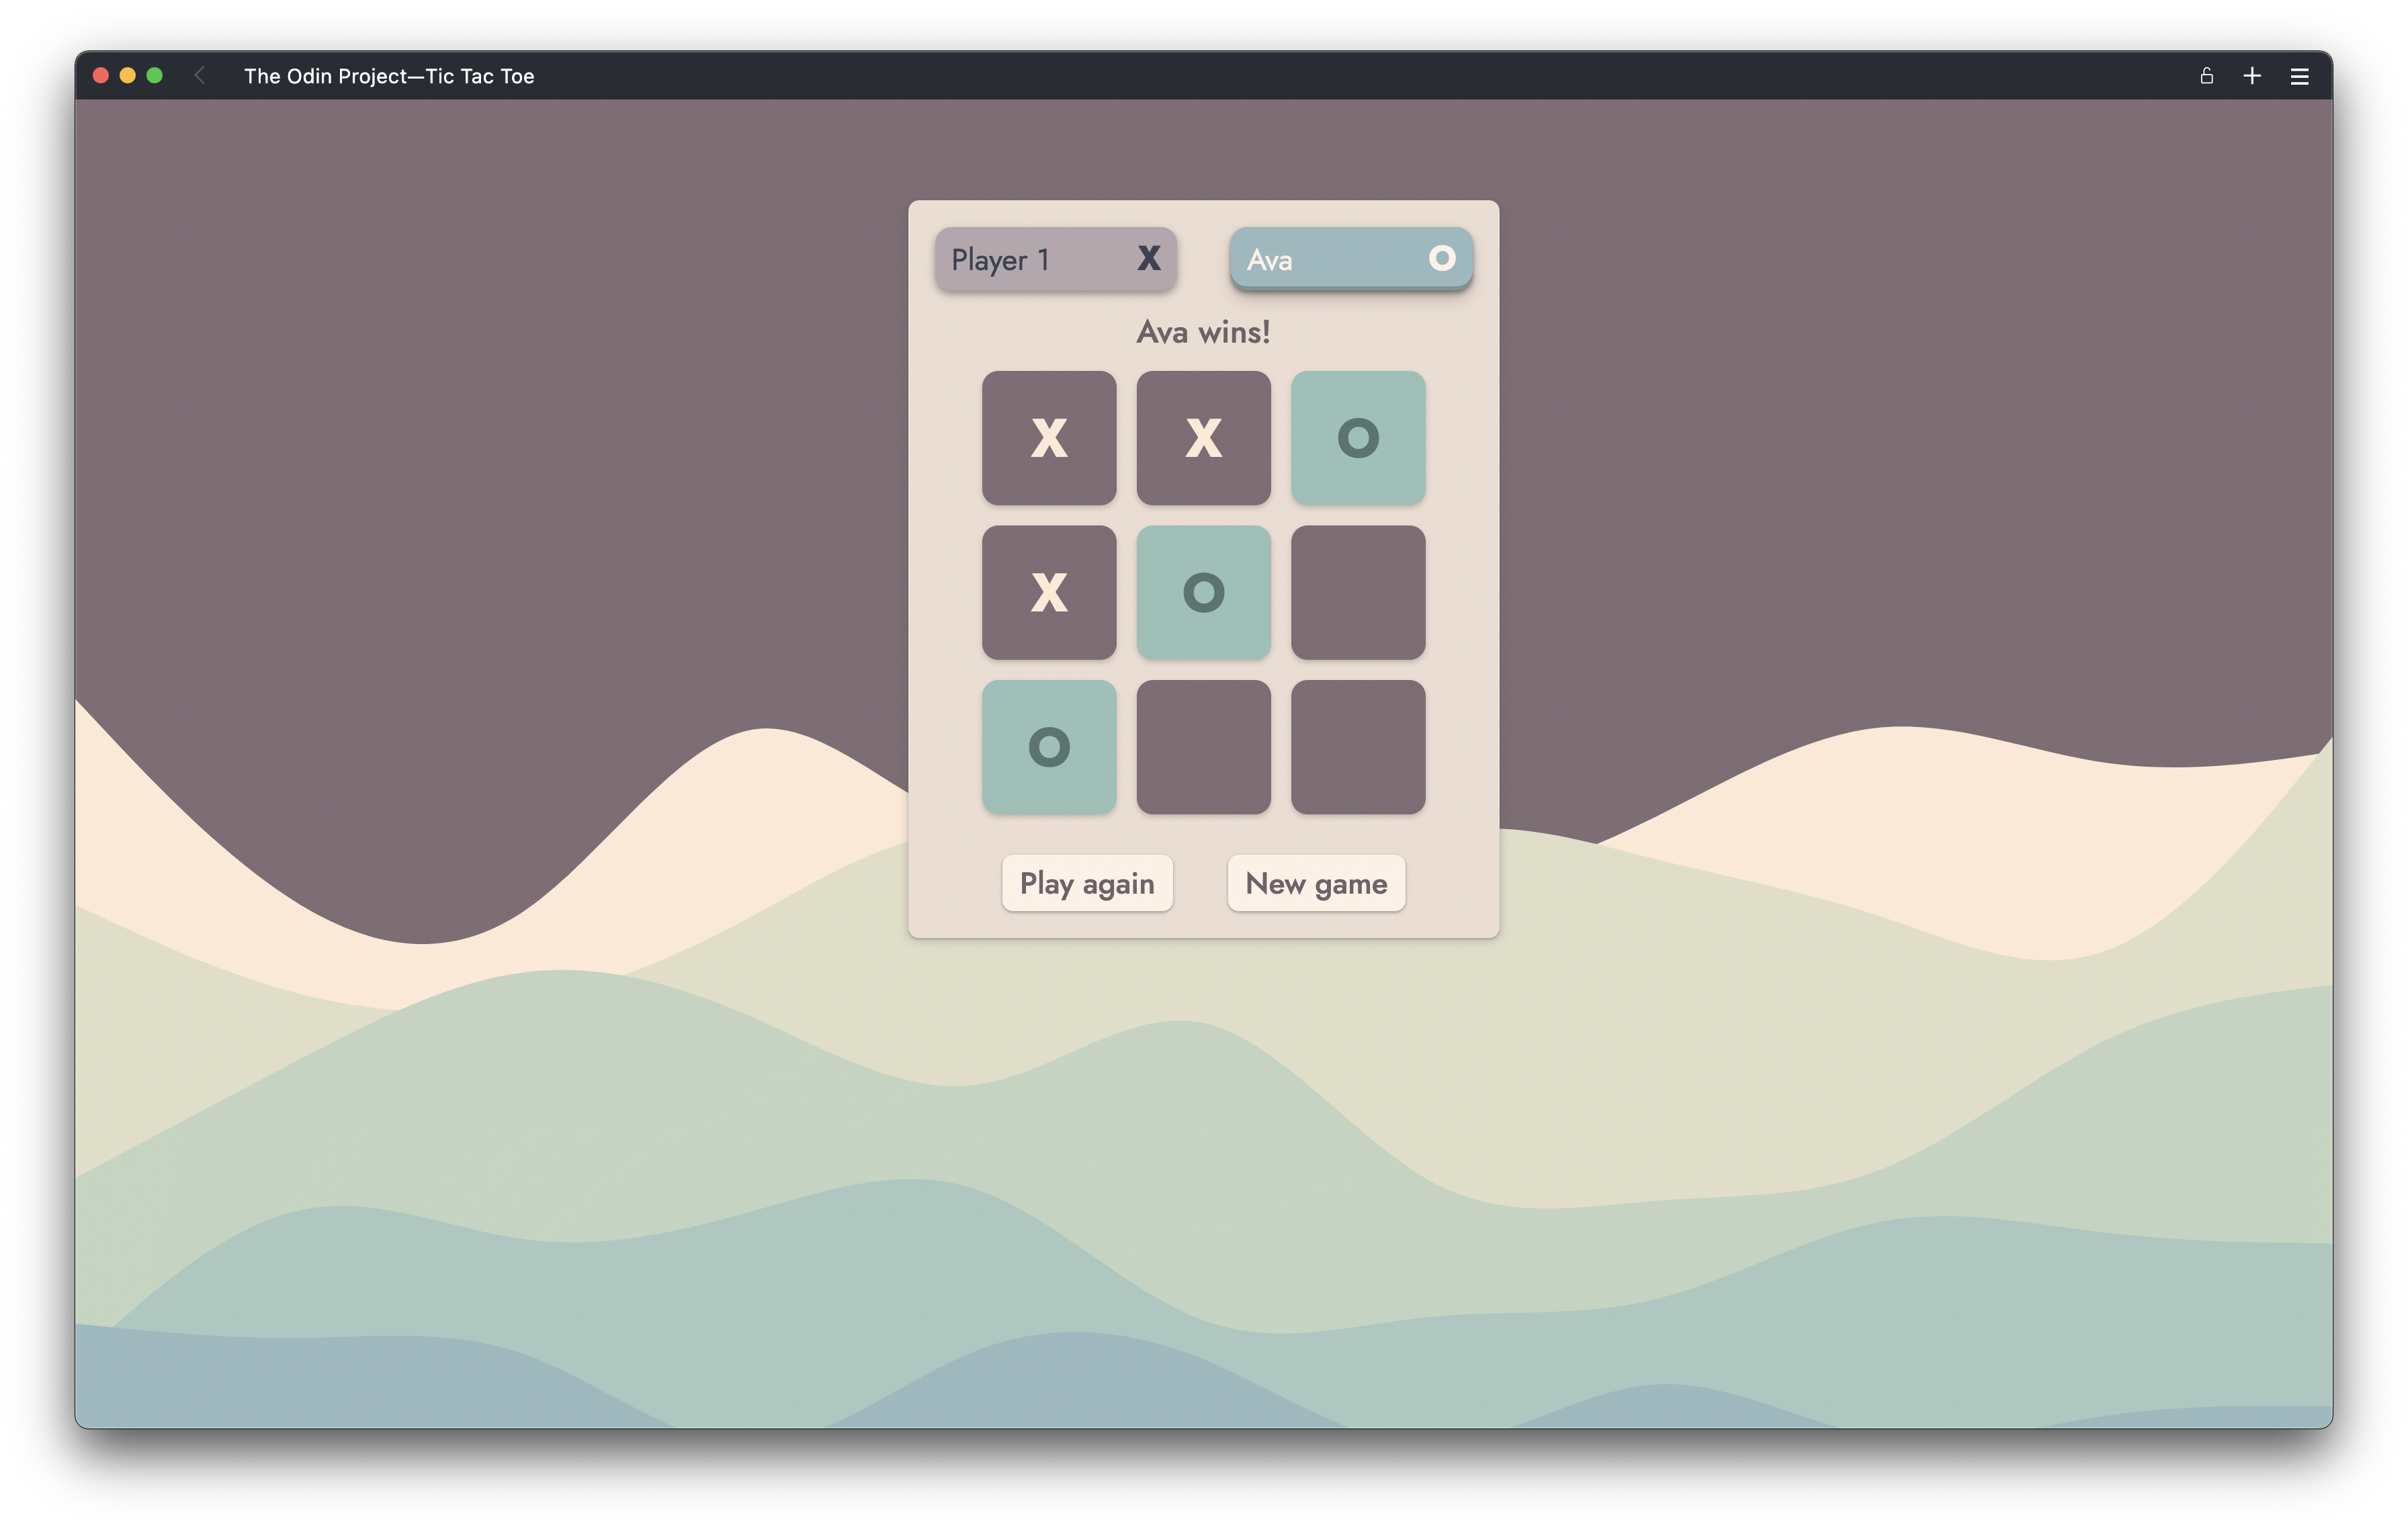 The Odin Project—Tic Tac Toe
Player 1 X
Ava O
Ava wins!
X X O
X O
O
Play again
New game